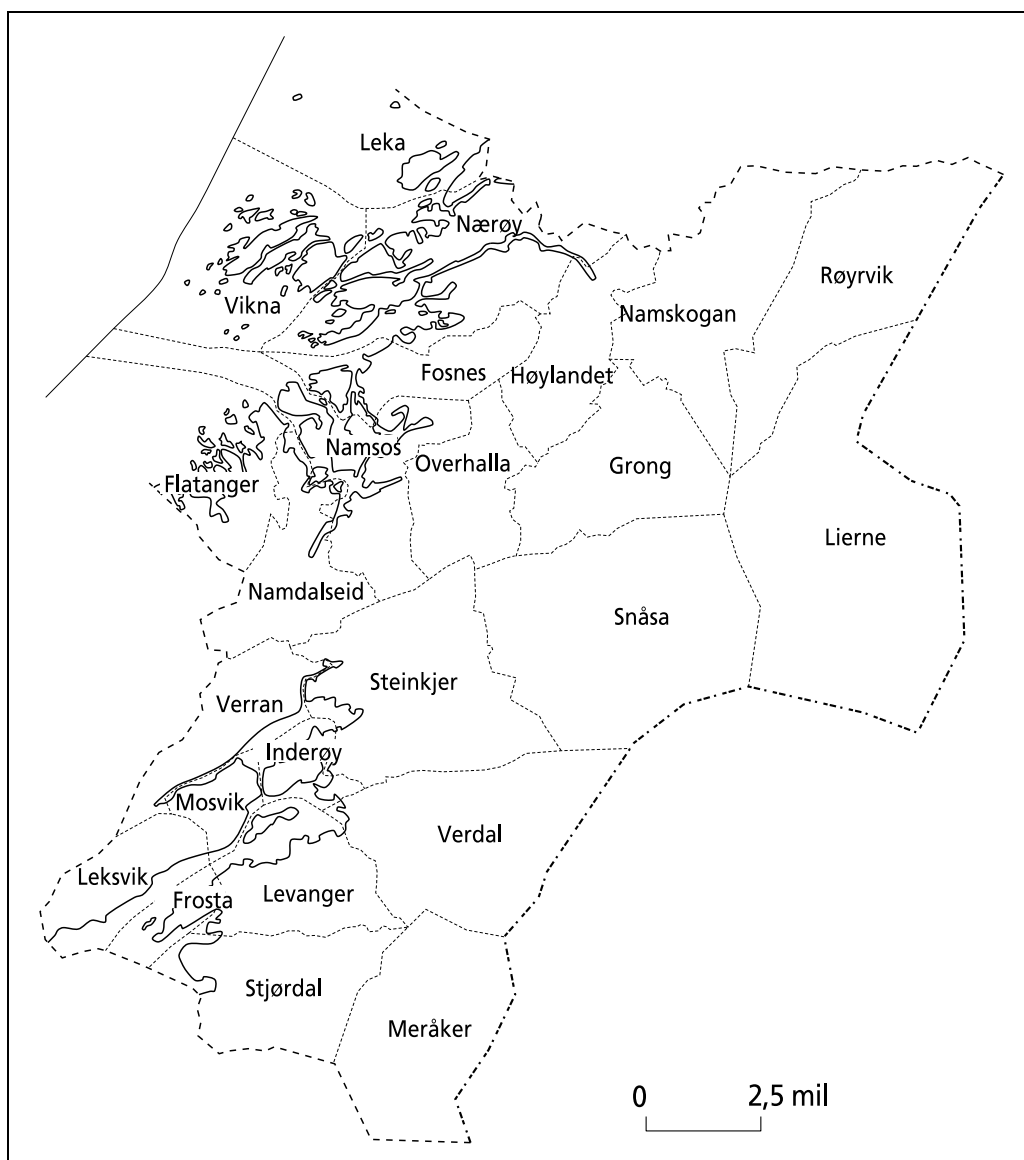 Leka
Nærøy
Røyrvik
Vikna
Namskogan
Fosnes
Høylandet
Namsos
Overhalla
Grong
Flatanger
Lierne
Namdalseid
Snåsa
Steinkjer
Verran
Inderøy
Mosvik
Verdal
Leksvik
Frosta
Levanger
Stjørdal
Meråker
0 2,5 mil